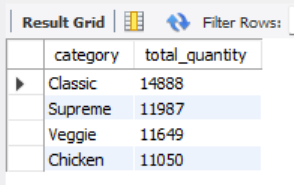 Result Grid Filter Rows:
category total_quantity
Classic 14888
Supreme 11987
Veggie 11649
Chicken 11050